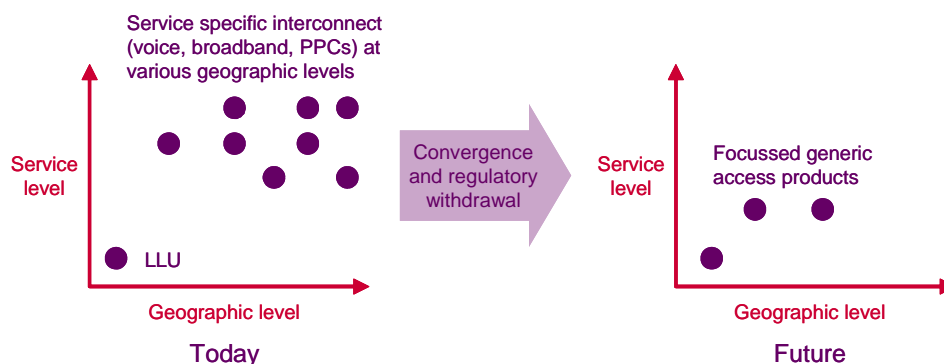 Service specific interconnect
(voice, broadband, PPCs) at
various geographic levels
Service
level
LLU
Geographic level
Today
Convergence
and regulatory
withdrawal
Focussed generic
access products
Service
level
Geographic level
Future